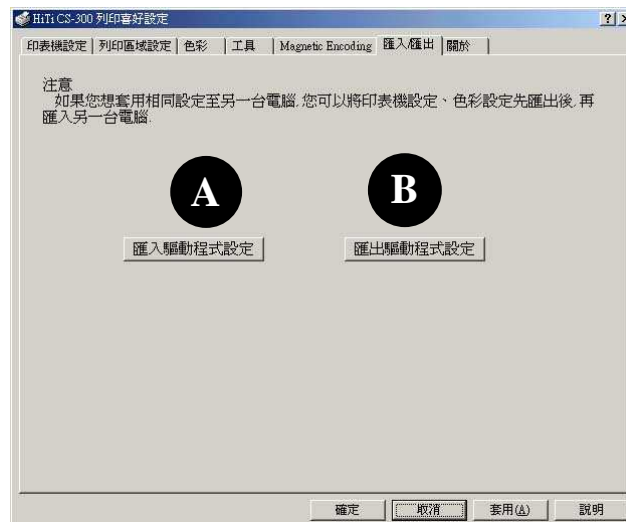 HiTi CS-300 列印喜好設定
印表機設定 列印區域設定 色彩 工具 Magnetic Encoding 匯入/匯出 關於
注意
如果您想套用相同設定至另一台電腦, 您可以將印表機設定、色彩設定先匯出後, 再
匯入另一台電腦.
A B
匯入驅動程式設定 匯出驅動程式設定
確定 取消 套用(A) 說明